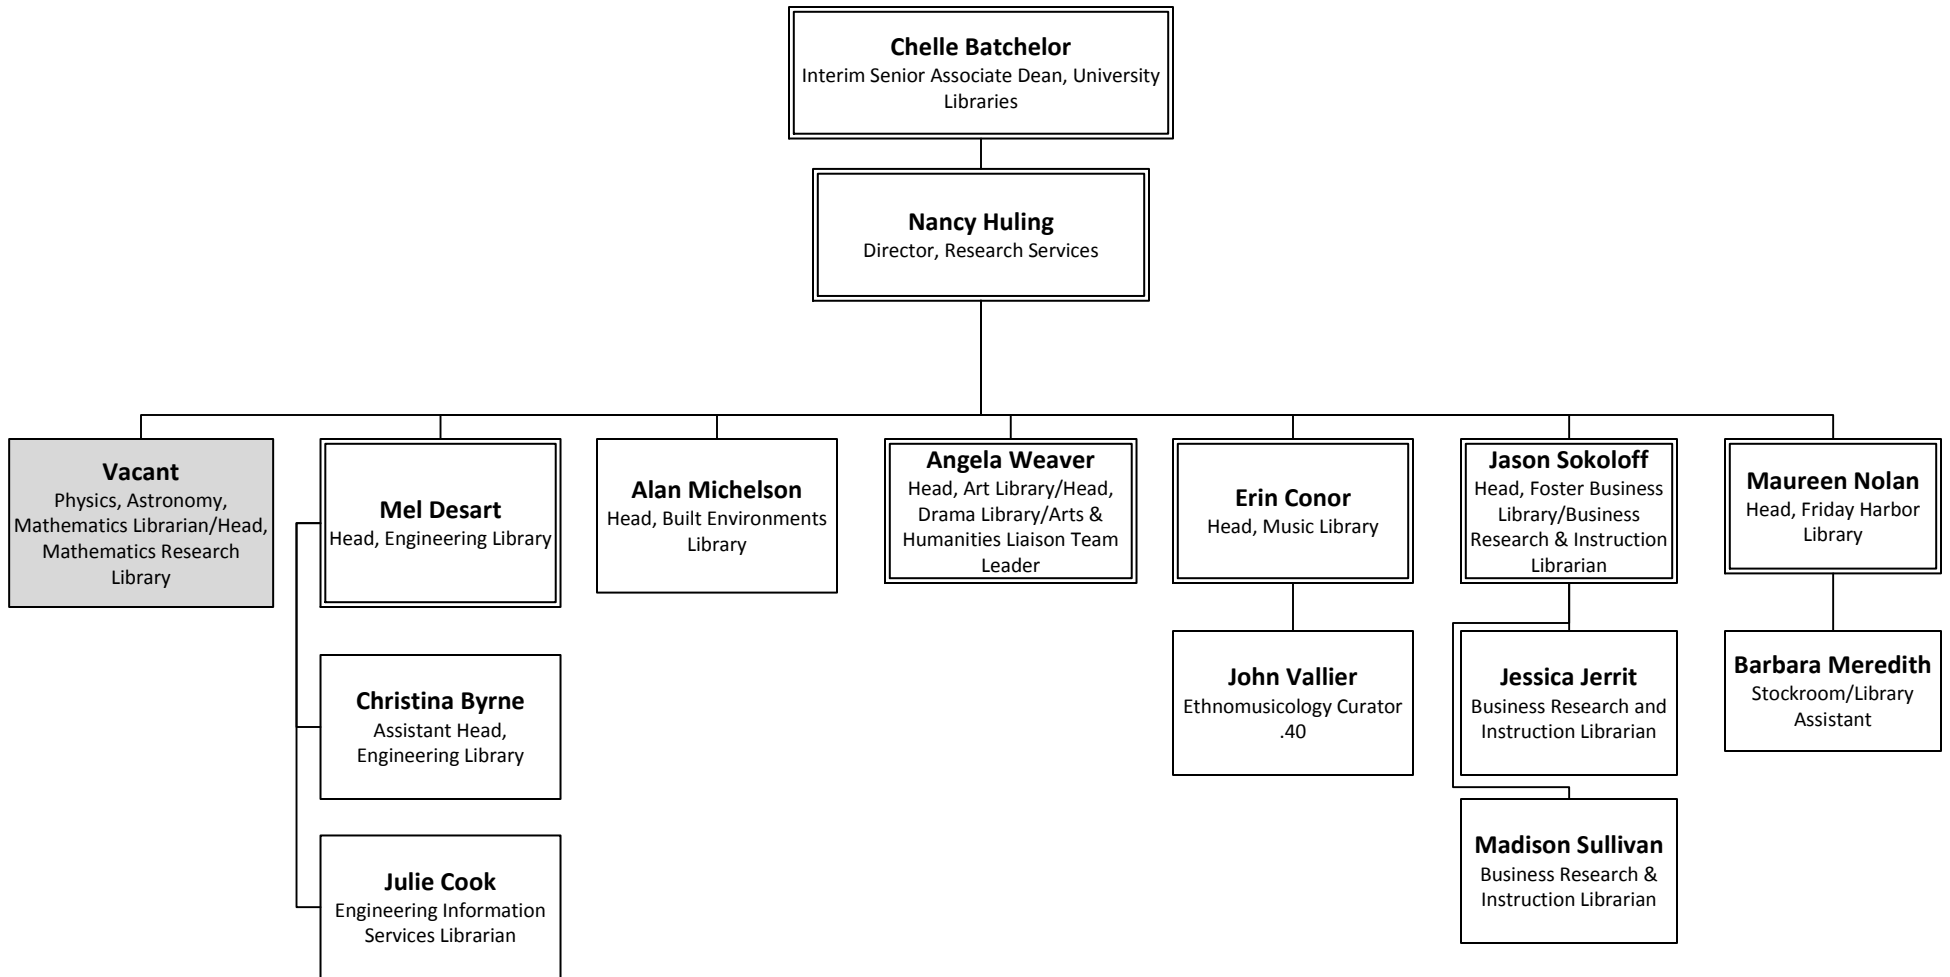 Chelle Batchelor
Interim Senior Associate Dean, University
Libraries
Nancy Huling
Director, Research Services
Vacant
Physics, Astronomy,
Mathematics Librarian/Head,
Mathematics Research
Library
Mel Desart
Head, Engineering Library
Alan Michelson
Head, Built Environments
Library
Angela Weaver
Head, Art Library/Head,
Drama Library/Arts &
Humanities Liaison Team
Leader
Erin Conor
Head, Music Library
Jason Sokoloff
Head, Foster Business
Library/Business
Research & Instruction
Librarian
Maureen Nolan
Head, Friday Harbor
Library
Christina Byrne
Assistant Head,
Engineering Library
John Vallier
Ethnomusicology Curator
.40
Jessica Jerrit
Business Research and
Instruction Librarian
Barbara Meredith
Stockroom/Library
Assistant
Julie Cook
Engineering Information
Services Librarian
Madison Sullivan
Business Research &
Instruction Librarian